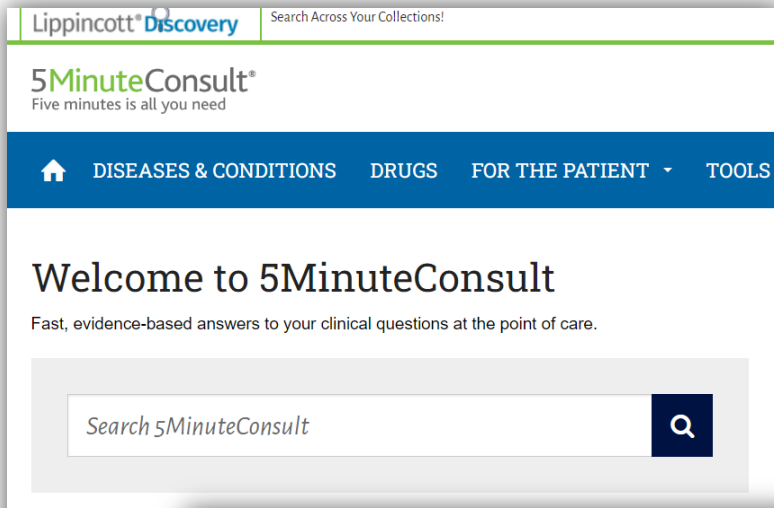 Lippincott® Discovery
Search Across Your Collections!
5MinuteConsult®
Five minutes is all you need
DISEASES & CONDITIONS DRUGS FOR THE PATIENT TOOLS
Welcome to 5MinuteConsult
Fast, evidence-based answers to your clinical questions at the point of care.
Search 5MinuteConsult